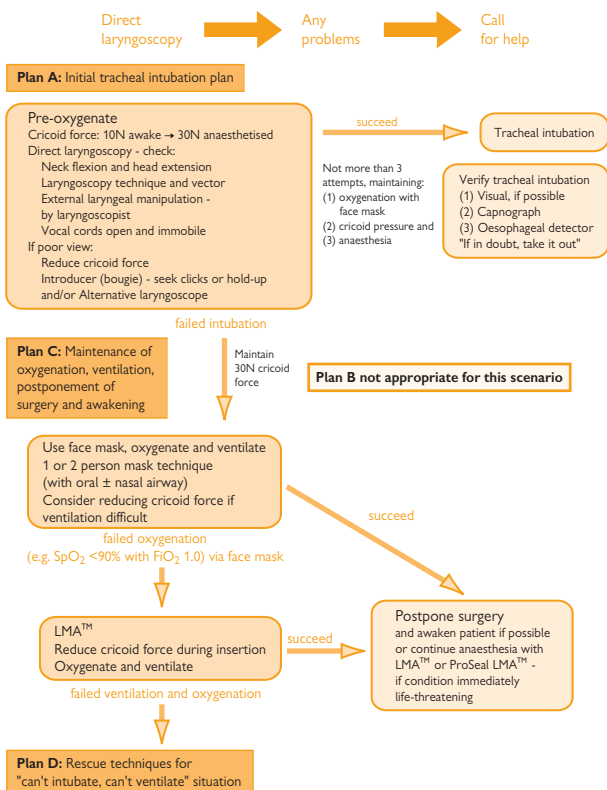 Direct
laryngoscopy
Any
problems
Call
for help
Plan A: Initial tracheal intubation plan
Pre-oxygenate
Cricoid force: 10N awake → 30N anaesthetised
Direct laryngoscopy - check:
Neck flexion and head extension
Laryngoscopy technique and vector
External laryngeal manipulation -
by laryngoscopist
Vocal cords open and immobile
If poor view:
Reduce cricoid force
Introducer (bougie) - seek clicks or hold-up
and/or Alternative laryngoscope
succeed
Tracheal intubation
Not more than 3
attempts, maintaining:
(1) oxygenation with
face mask
(2) cricoid pressure and
(3) anaesthesia
Verify tracheal intubation
(1) Visual, if possible
(2) Capnograph
(3) Oesophageal detector
"If in doubt, take it out"
failed intubation
Plan C: Maintenance of
oxygenation, ventilation,
postponement of
surgery and awakening
Maintain
30N cricoid
force
Plan B not appropriate for this scenario
Use face mask, oxygenate and ventilate
1 or 2 person mask technique
(with oral ± nasal airway)
Consider reducing cricoid force if
ventilation difficult
succeed
failed oxygenation
(e.g. SpO₂ <90% with FiO₂ 1.0) via face mask
LMA™
Reduce cricoid force during insertion
Oxygenate and ventilate
succeed
Postpone surgery
and awaken patient if possible
or continue anaesthesia with
LMA™ or ProSeal LMA™ -
if condition immediately
life-threatening
failed ventilation and oxygenation
Plan D: Rescue techniques for
"can't intubate, can't ventilate" situation